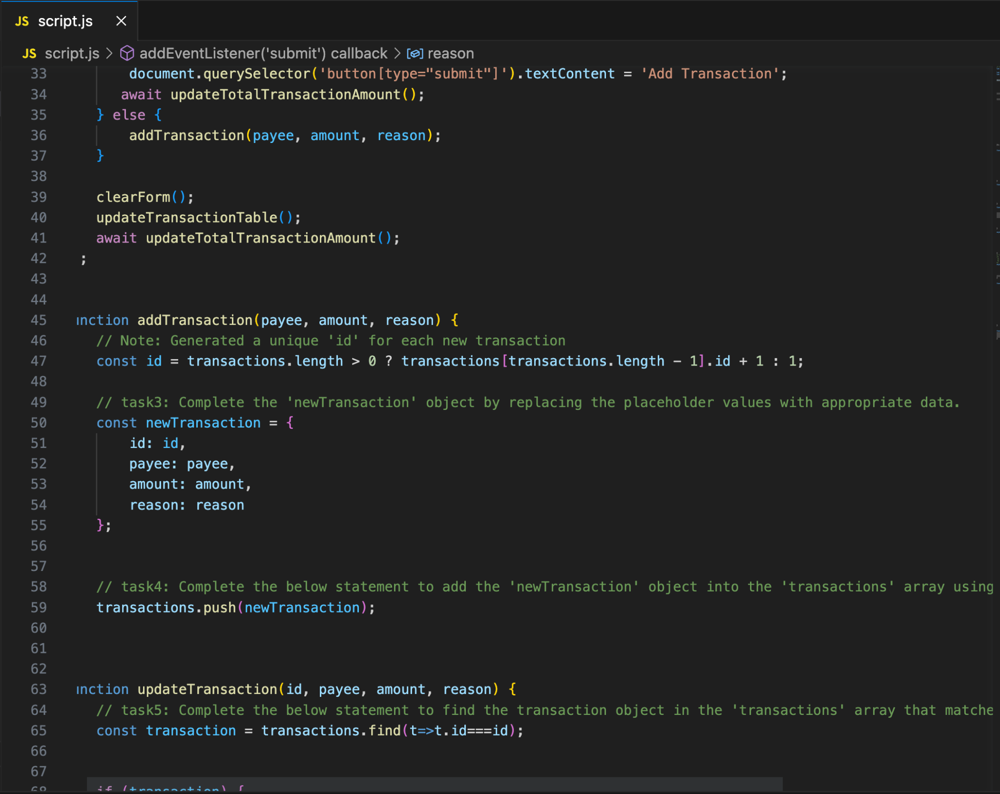 JS script.js ×
JS script.js > addEventListener('submit') callback > reason
33 document.querySelector('button[type="submit"]').textContent = 'Add Transaction';
34 await updateTotalTransactionAmount();
35 } else {
36 addTransaction(payee, amount, reason);
37 }
38
39 clearForm();
40 updateTransactionTable();
41 await updateTotalTransactionAmount();
42 ;
43
44
45 nction addTransaction(payee, amount, reason) {
46 // Note: Generated a unique 'id' for each new transaction
47 const id = transactions.length > 0 ? transactions[transactions.length - 1].id + 1 : 1;
48
49 // task3: Complete the 'newTransaction' object by replacing the placeholder values with appropriate data.
50 const newTransaction = {
51 id: id,
52 payee: payee,
53 amount: amount,
54 reason: reason
55 };
56
57
58 // task4: Complete the below statement to add the 'newTransaction' object into the 'transactions' array using
59 transactions.push(newTransaction);
60
61
62
63 nction updateTransaction(id, payee, amount, reason) {
64 // task5: Complete the below statement to find the transaction object in the 'transactions' array that matche
65 const transaction = transactions.find(t=>t.id===id);
66
67
68 if (transaction) {